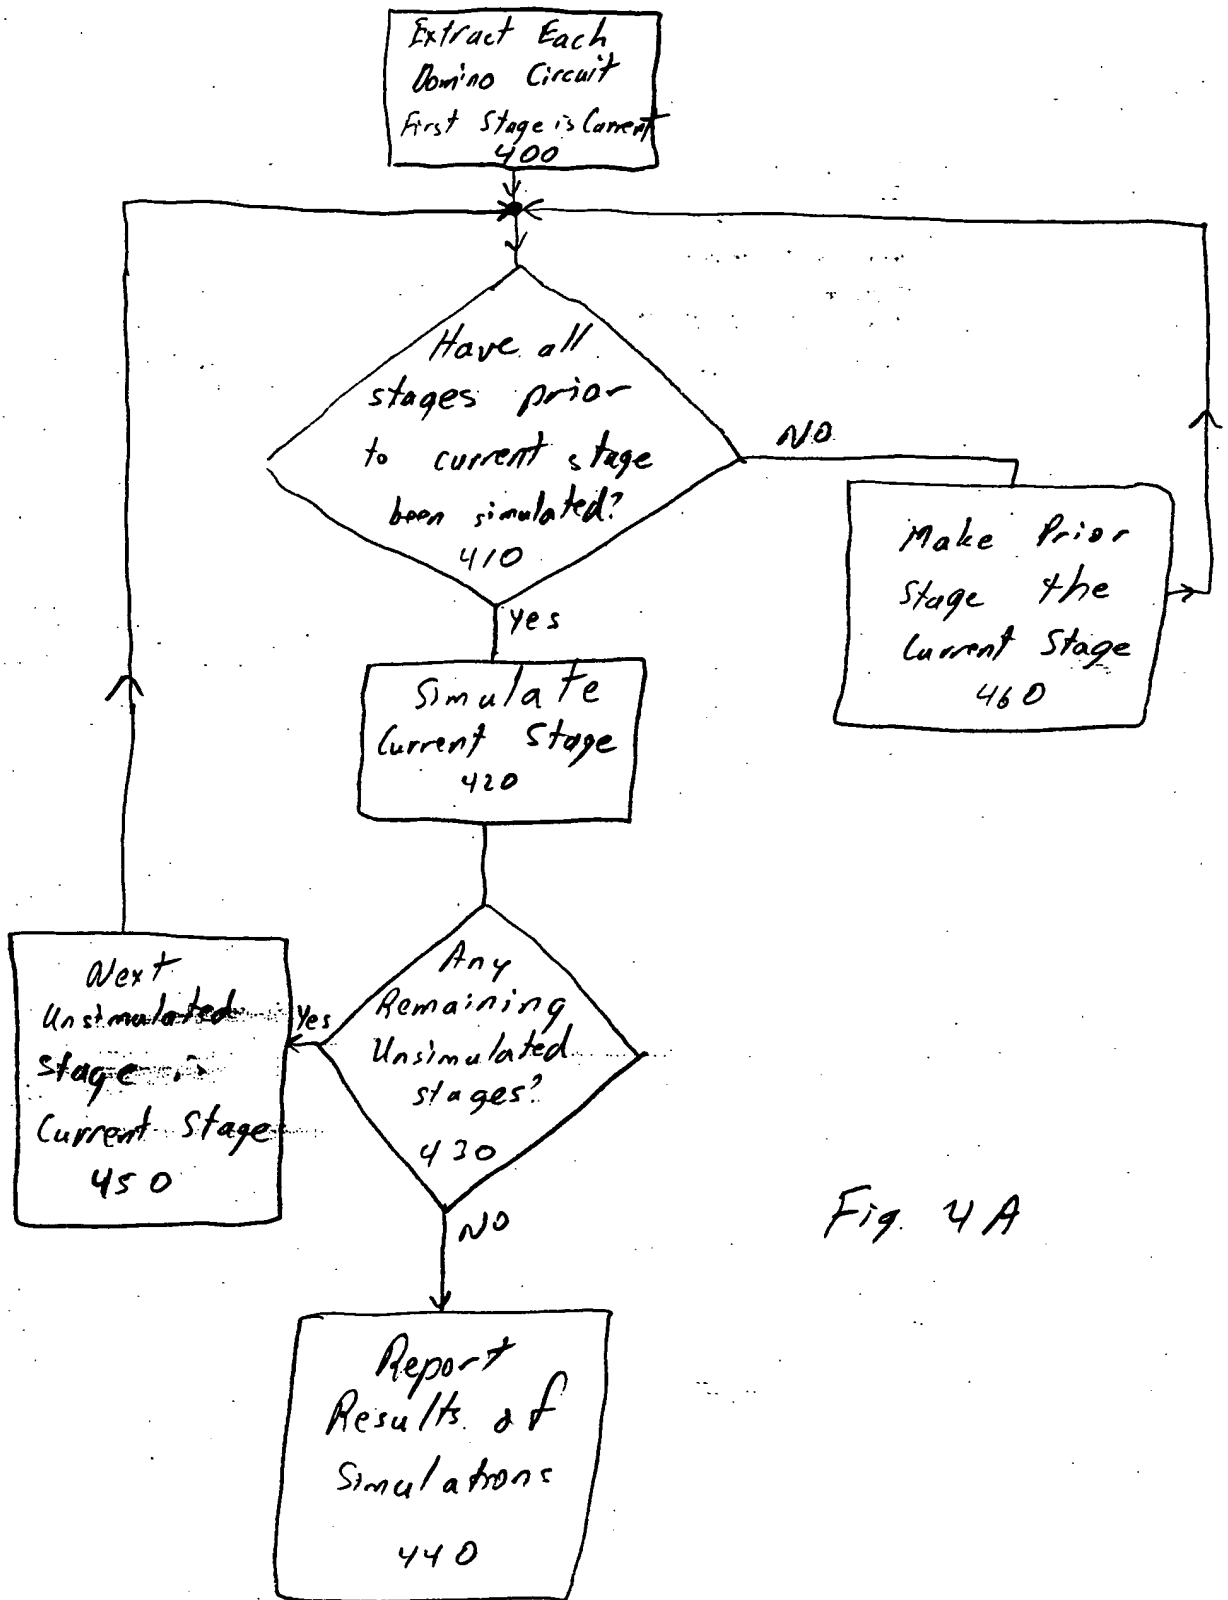 Extract Each
Domino Circuit
First Stage is Current
400
Have all
stages prior
to current stage
been simulated?
410
NO
Make Prior
Stage the
Current Stage
460
Yes
Simulate
Current Stage
420
Any
Remaining
Unsimulated
stages?
430
Yes
Next
Unsimulated
Stage is
Current Stage
450
NO
Report
Results of
Simulations
440
Fig. 4A